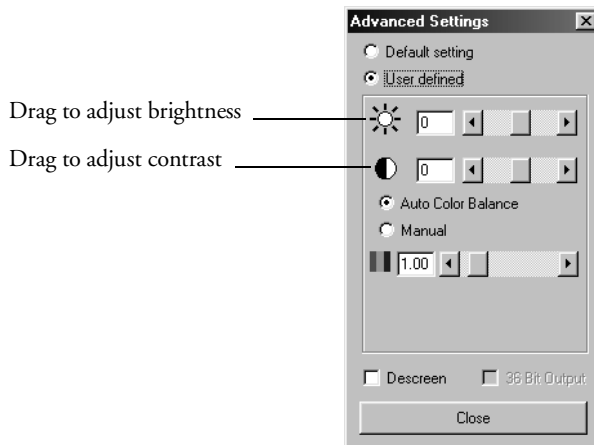 Advanced Settings
Default setting
User defined
Drag to adjust brightness
0
Drag to adjust contrast
0
Auto Color Balance
Manual
1.00
Descreen 36 Bit Output
Close